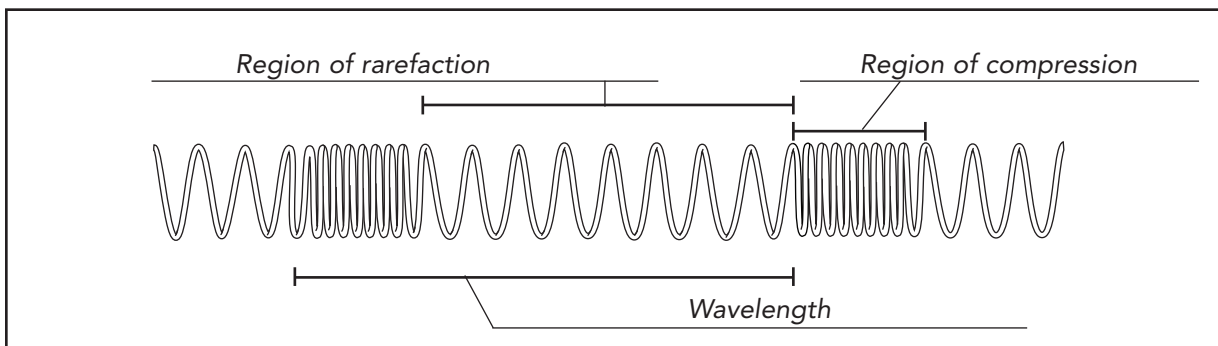 Region of rarefaction
Region of compression
Wavelength